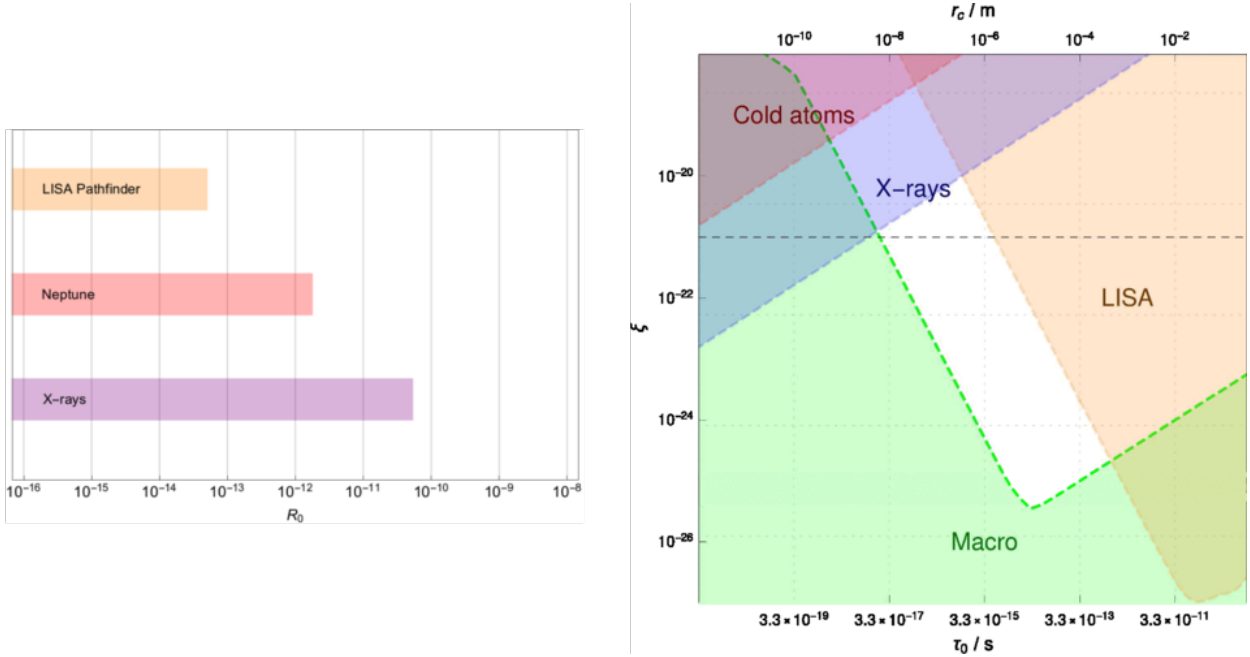 LISA Pathfinder
Neptune
X-rays
10⁻¹⁶ 10⁻¹⁵ 10⁻¹⁴ 10⁻¹³ 10⁻¹² 10⁻¹¹ 10⁻¹⁰ 10⁻⁹ 10⁻⁸
R₀
r_c / m
10⁻¹⁰ 10⁻⁸ 10⁻⁶ 10⁻⁴ 10⁻²
Cold atoms
X-rays
LISA
Macro
10⁻²⁰
10⁻²²
10⁻²⁴
10⁻²⁶
ξ
3.3 × 10⁻¹⁹ 3.3 × 10⁻¹⁷ 3.3 × 10⁻¹⁵ 3.3 × 10⁻¹³ 3.3 × 10⁻¹¹
τ₀ / s